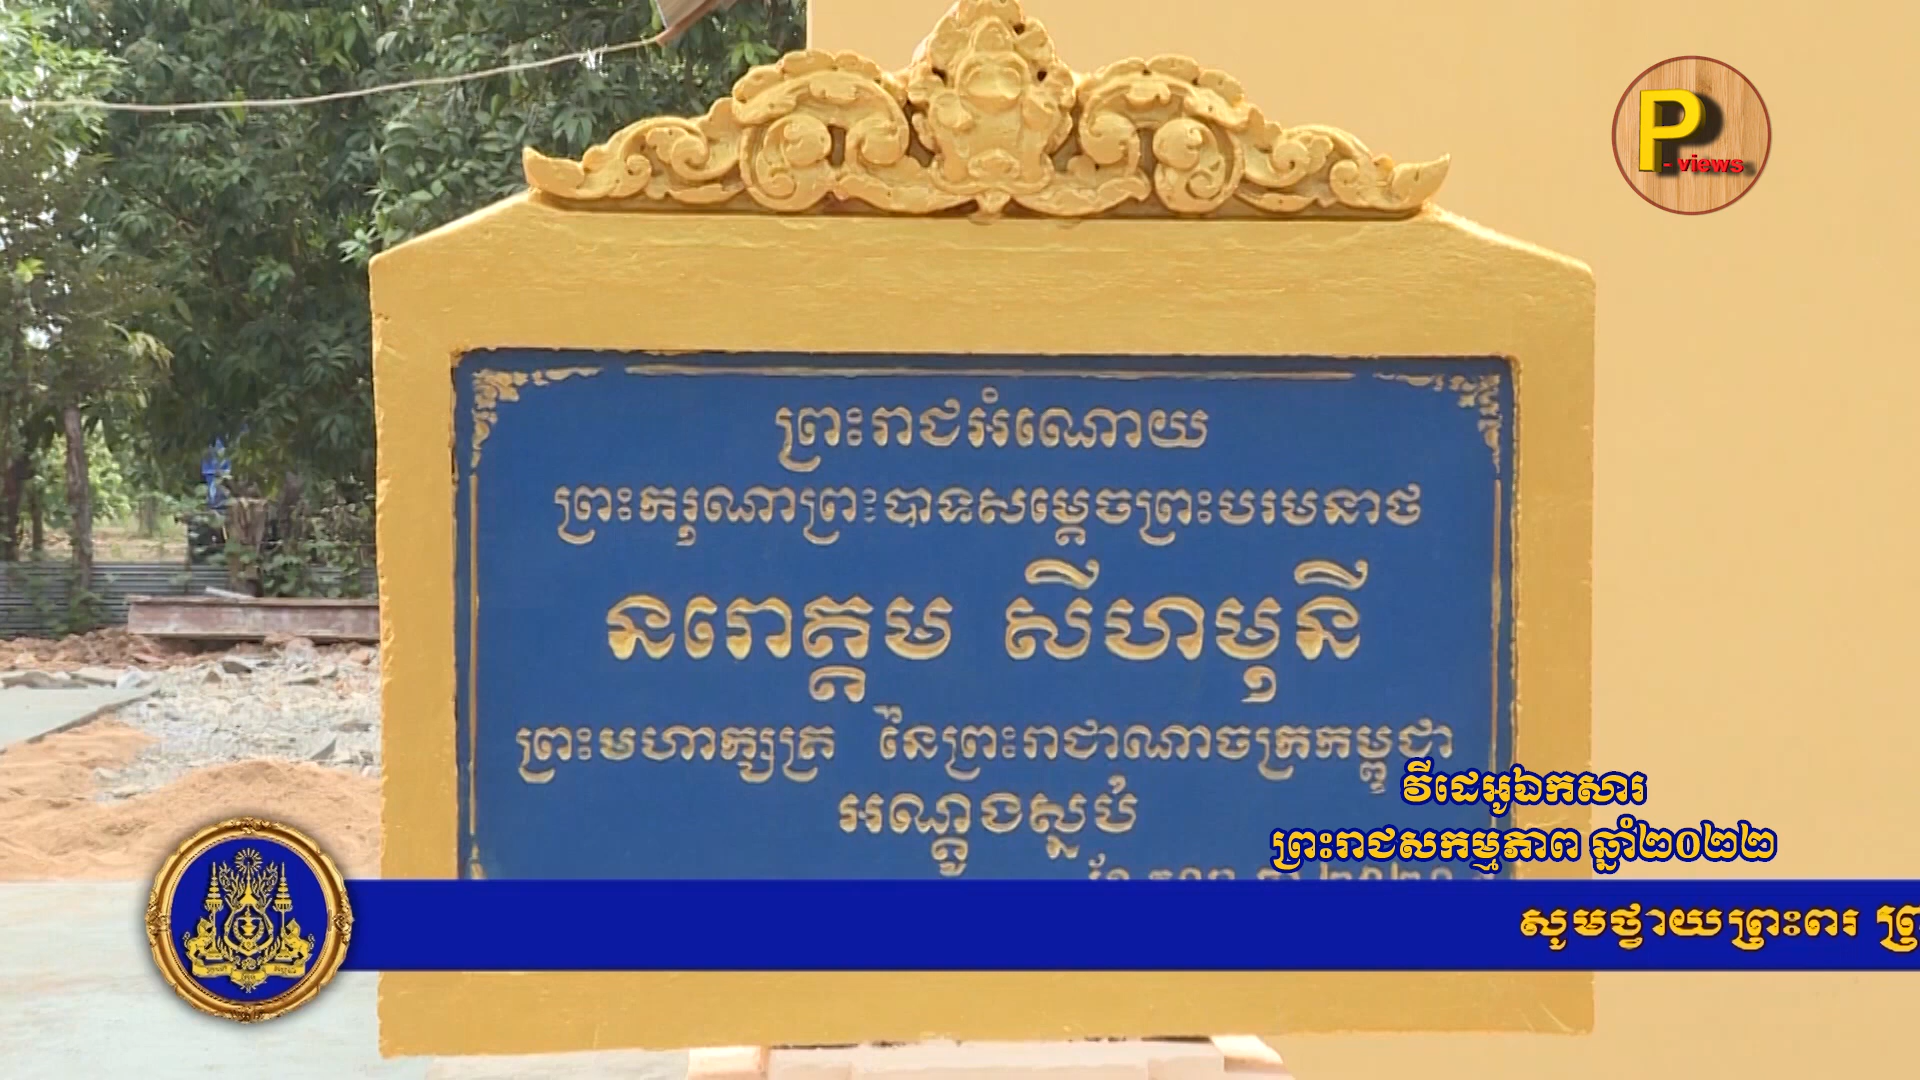 P - views
ព្រះរាជអំណោយ
ព្រះករុណាព្រះបាទសម្តេចព្រះបរមនាថ
នរោត្តម សីហមុនី
ព្រះមហាក្សត្រ នៃព្រះរាជាណាចក្រកម្ពុជា
អណ្តូងស្នប់
វីដេអូឯកសារ
ព្រះរាជសកម្មភាព ឆ្នាំ២០២២
សូមថ្វាយព្រះពរ